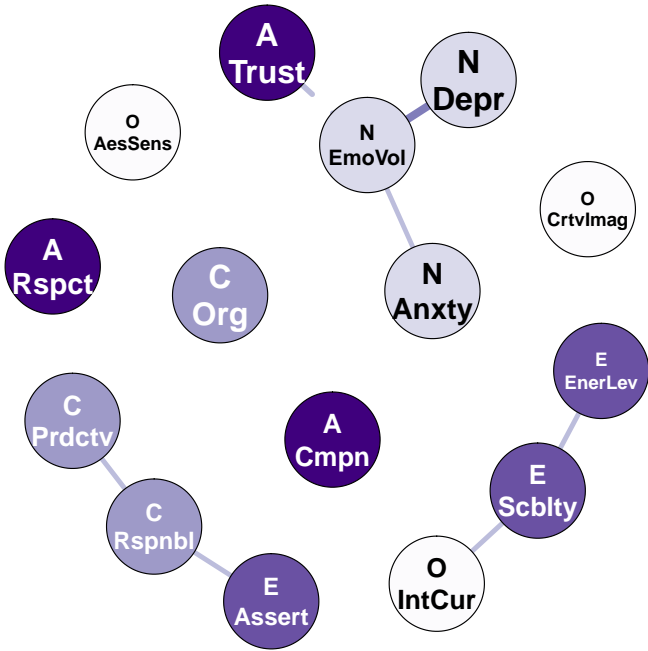 A
Trust
N
Depr
O
AesSens
N
EmoVol
O
CrtvImag
A
Rspct
C
Org
N
Anxty
E
EnerLev
C
Prdctv
A
Cmpn
E
Scblty
C
Rspnbl
O
IntCur
E
Assert